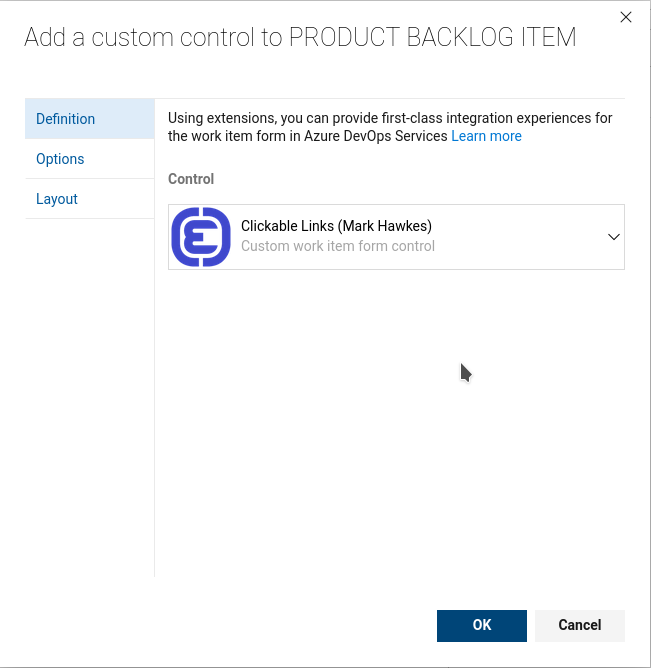 Add a custom control to PRODUCT BACKLOG ITEM
Definition
Options
Layout
Using extensions, you can provide first-class integration experiences for
the work item form in Azure DevOps Services Learn more
Control
Clickable Links (Mark Hawkes)
Custom work item form control
OK
Cancel